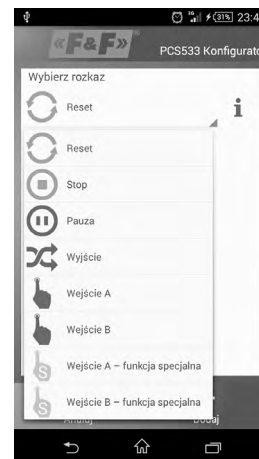 31% 23:4
«F&F» PCS533 Konfigurato
Wybierz rozkaz
Reset
i
Reset
Stop
Pauza
Wyjście
Wejście A
Wejście B
S Wejście A – funkcja specjalna
S Wejście B – funkcja specjalna
Anuluj Dodaj